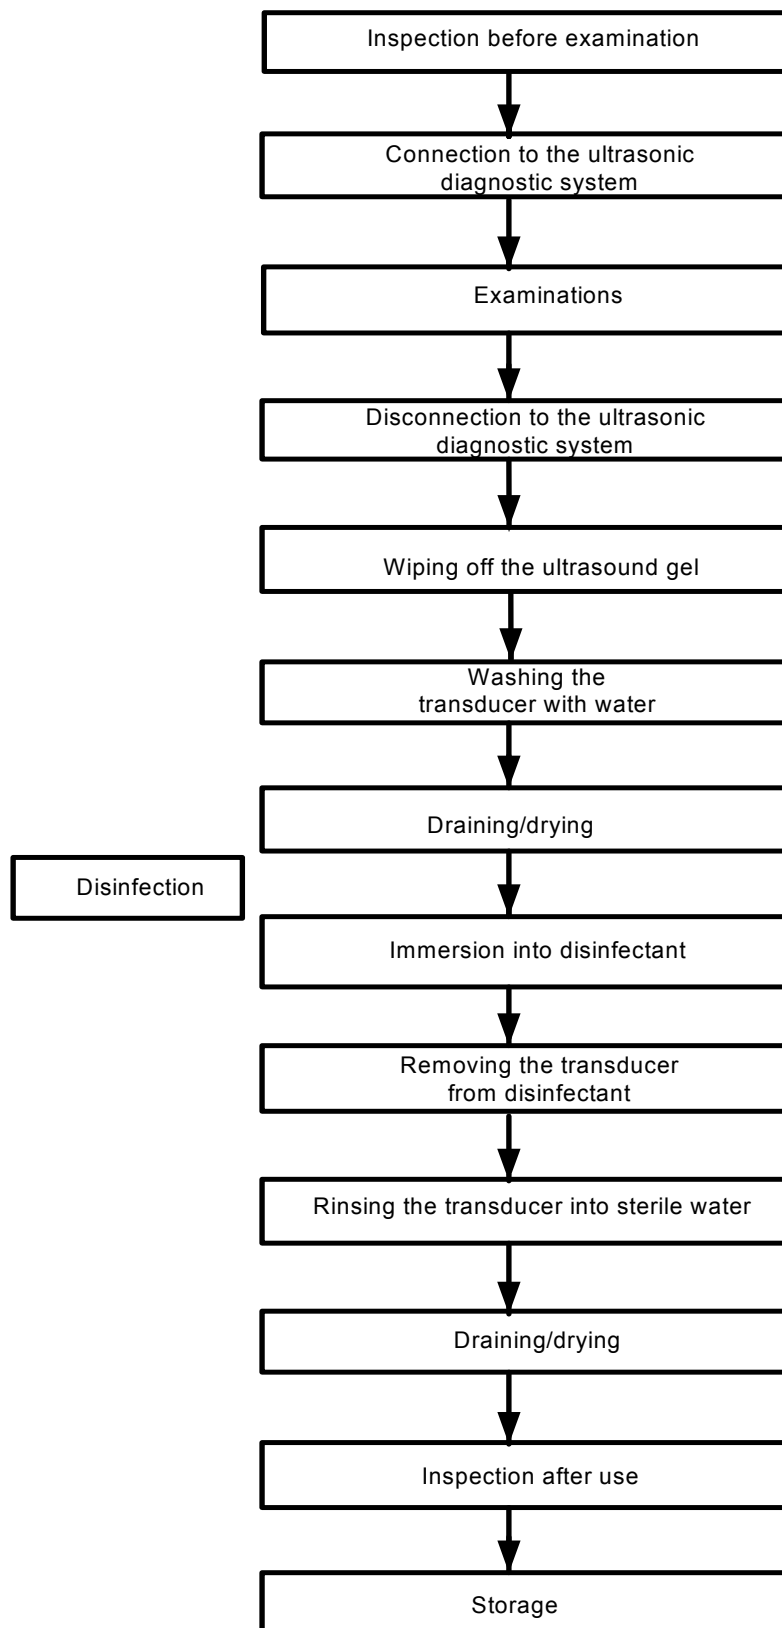 Inspection before examination
Connection to the ultrasonic
diagnostic system
Examinations
Disconnection to the ultrasonic
diagnostic system
Wiping off the ultrasound gel
Washing the
transducer with water
Draining/drying
Disinfection
Immersion into disinfectant
Removing the transducer
from disinfectant
Rinsing the transducer into sterile water
Draining/drying
Inspection after use
Storage